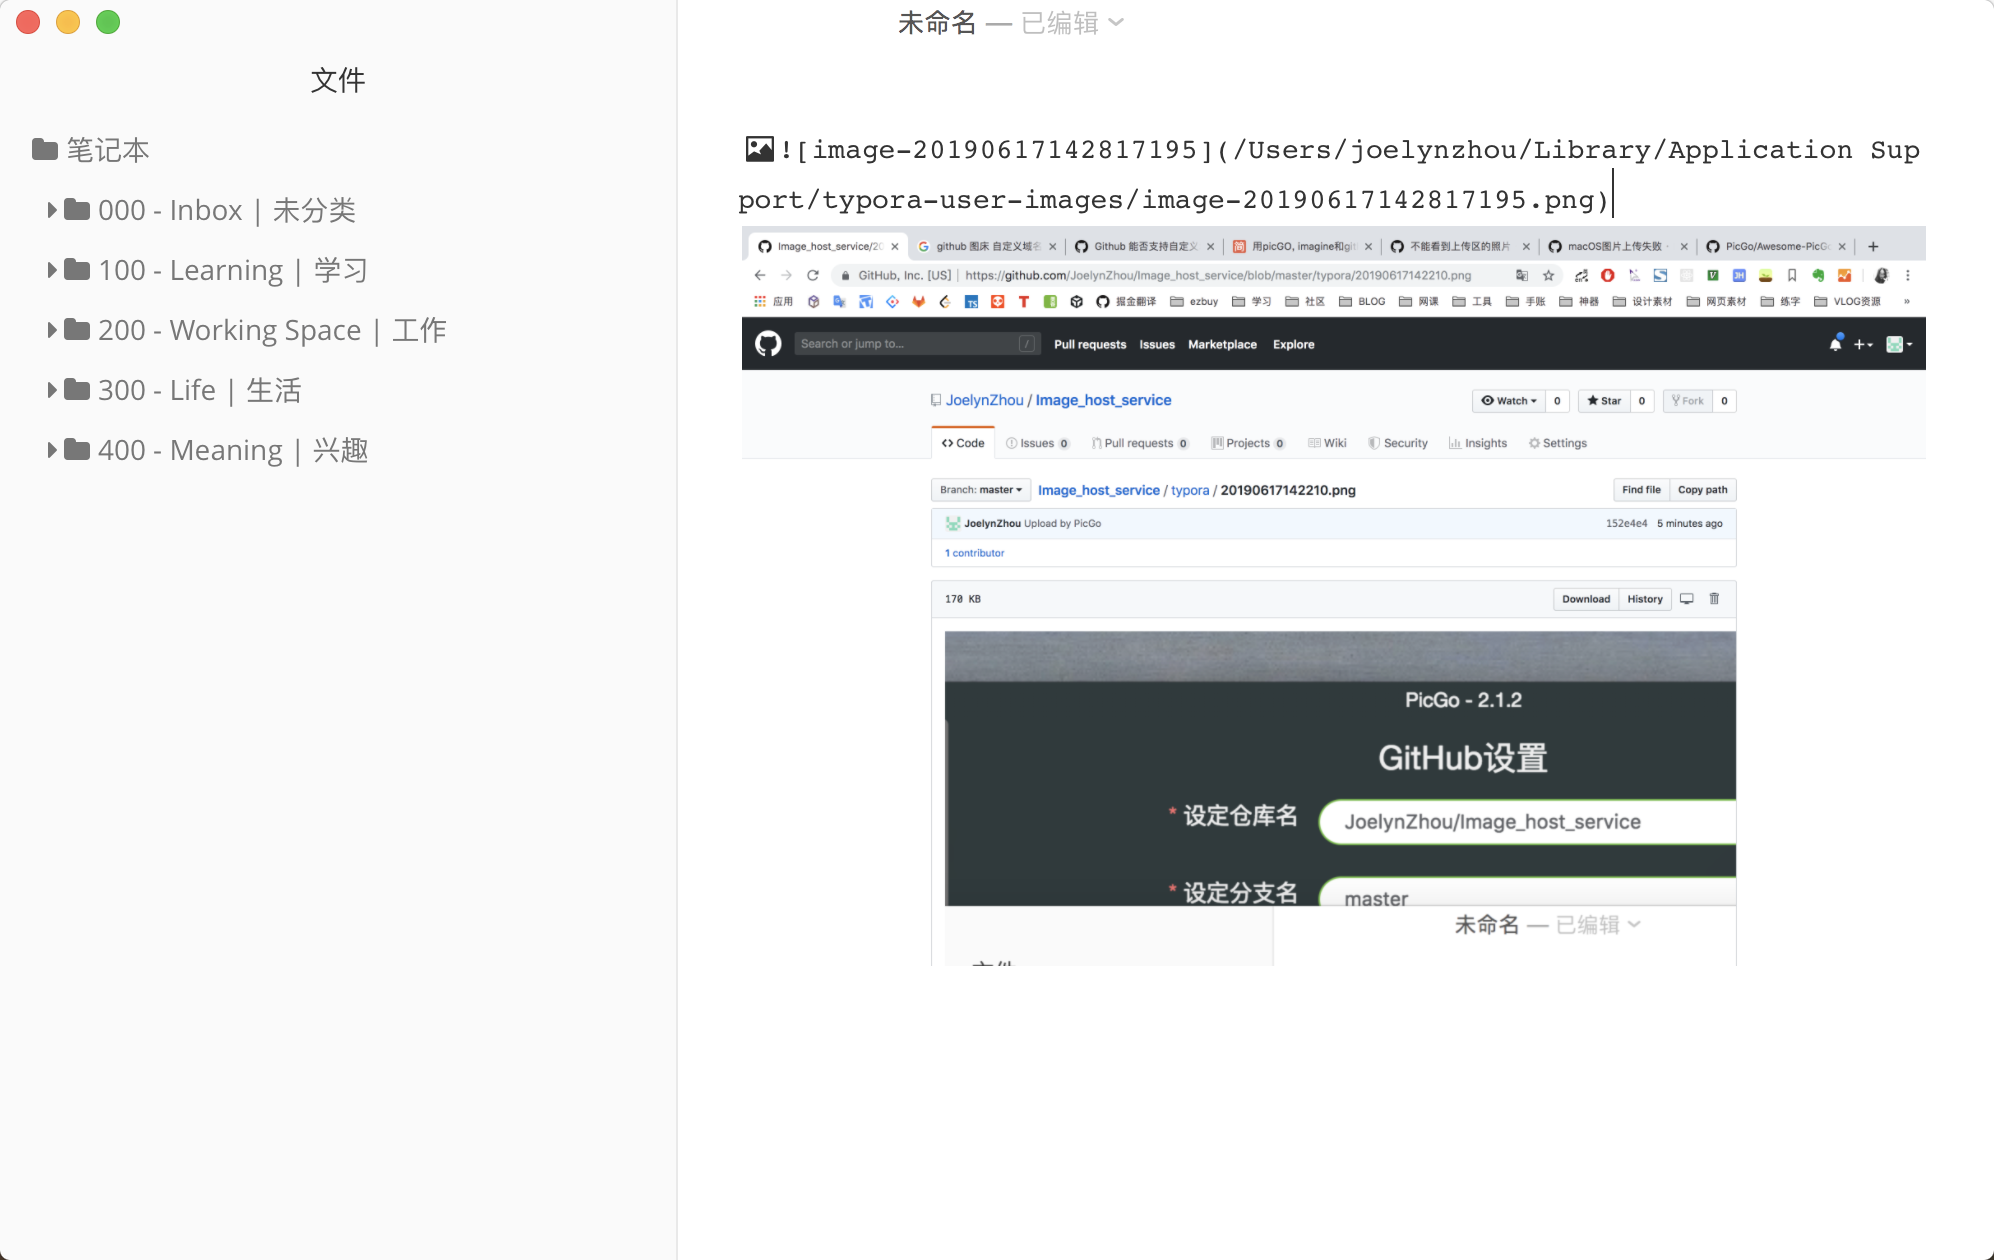 未命名 — 已编辑
文件
笔记本
000 - Inbox | 未分类
100 - Learning | 学习
200 - Working Space | 工作
300 - Life | 生活
400 - Meaning | 兴趣
![image-20190617142817195](/Users/joelynzhou/Library/Application Sup
port/typora-user-images/image-20190617142817195.png)
Image_host_service/20 github 图床 自定义域名 Github 能否支持自定义 用picGO, imagine和git 不能看到上传区的照片 macOS图片上传失败 · PicGo/Awesome-PicGo
GitHub, Inc. [US] | https://github.com/JoelynZhou/Image_host_service/blob/master/typora/20190617142210.png
应用 掘金翻译 ezbuy 学习 社区 BLOG 网课 工具 手账 神器 设计素材 网页素材 练字 VLOG资源 »
Search or jump to... / Pull requests Issues Marketplace Explore
JoelynZhou / Image_host_service Watch 0 Star 0 Fork 0
<> Code Issues 0 Pull requests 0 Projects 0 Wiki Security Insights Settings
Branch: master Image_host_service / typora / 20190617142210.png Find file Copy path
JoelynZhou Upload by PicGo 152e4e4 5 minutes ago
1 contributor
170 KB Download History
PicGo - 2.1.2
GitHub设置
* 设定仓库名 JoelynZhou/Image_host_service
* 设定分支名 master
未命名 — 已编辑